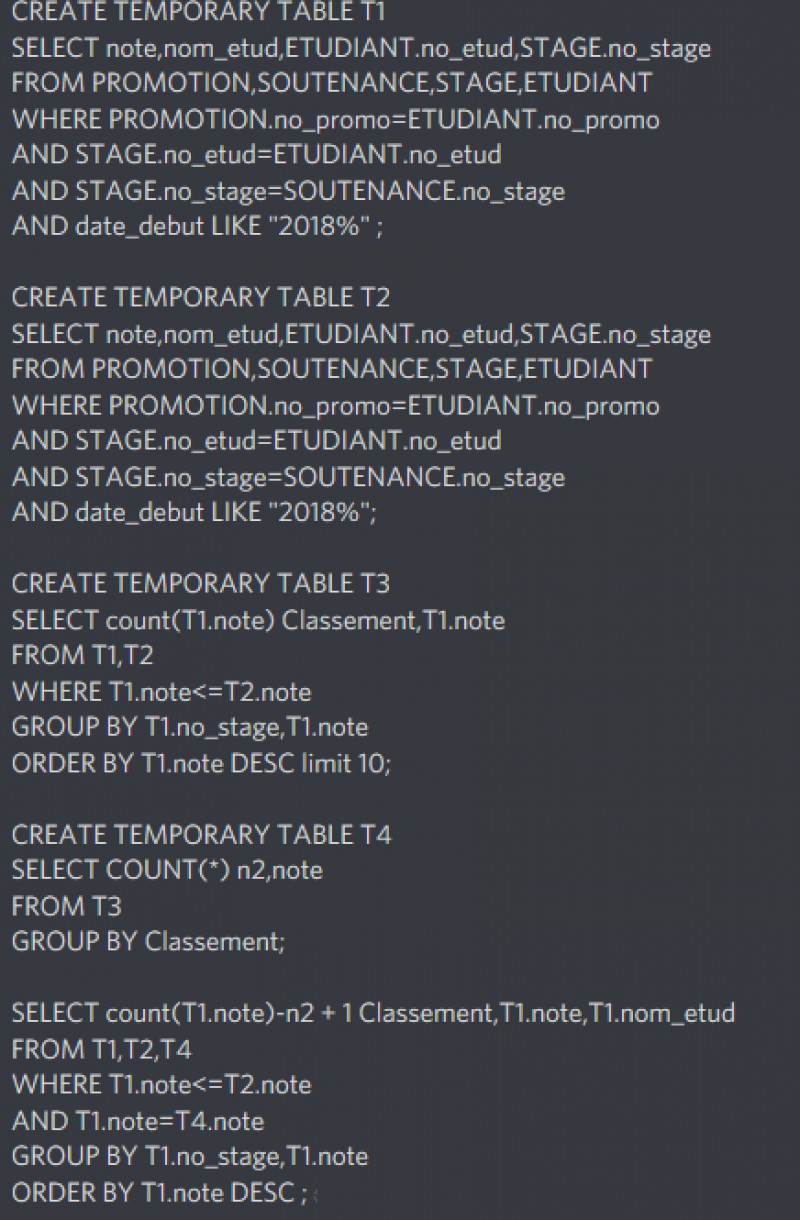 CREATE TEMPORARY TABLE T1
SELECT note,nom_etud,ETUDIANT.no_etud,STAGE.no_stage
FROM PROMOTION,SOUTENANCE,STAGE,ETUDIANT
WHERE PROMOTION.no_promo=ETUDIANT.no_promo
AND STAGE.no_etud=ETUDIANT.no_etud
AND STAGE.no_stage=SOUTENANCE.no_stage
AND date_debut LIKE "2018%" ;
CREATE TEMPORARY TABLE T2
SELECT note,nom_etud,ETUDIANT.no_etud,STAGE.no_stage
FROM PROMOTION,SOUTENANCE,STAGE,ETUDIANT
WHERE PROMOTION.no_promo=ETUDIANT.no_promo
AND STAGE.no_etud=ETUDIANT.no_etud
AND STAGE.no_stage=SOUTENANCE.no_stage
AND date_debut LIKE "2018%";
CREATE TEMPORARY TABLE T3
SELECT count(T1.note) Classement,T1.note
FROM T1,T2
WHERE T1.note<=T2.note
GROUP BY T1.no_stage,T1.note
ORDER BY T1.note DESC limit 10;
CREATE TEMPORARY TABLE T4
SELECT COUNT(*) n2,note
FROM T3
GROUP BY Classement;
SELECT count(T1.note)-n2 + 1 Classement,T1.note,T1.nom_etud
FROM T1,T2,T4
WHERE T1.note<=T2.note
AND T1.note=T4.note
GROUP BY T1.no_stage,T1.note
ORDER BY T1.note DESC ;